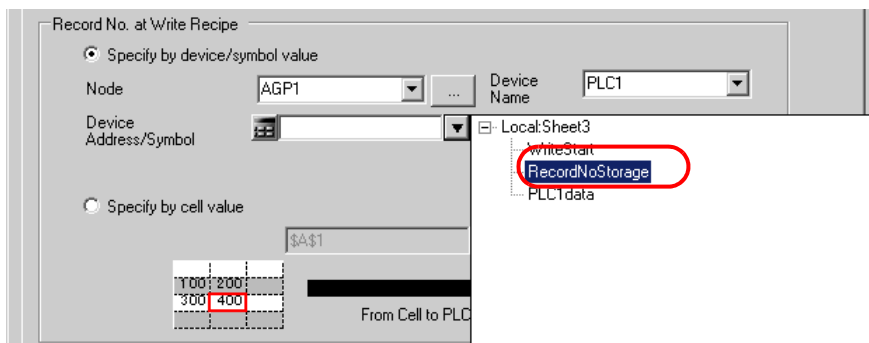 Record No. at Write Recipe
Specify by device/symbol value
Node
AGP1
...
Device
Name
PLC1
Device
Address/Symbol
Local:Sheet3
WriteStart
RecordNoStorage
PLC1data
Specify by cell value
$A$1
100 200
300 400
From Cell to PLC